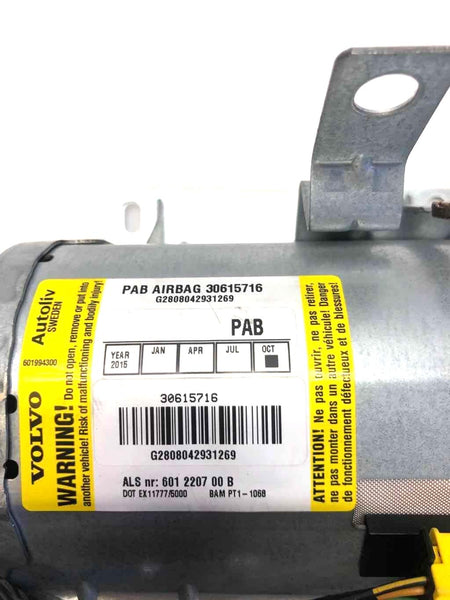 VOLVO
Autoliv
SWEDEN
601994300
WARNING! Do not open, remove or put into
another vehicle! Risk of malfunctioning and bodily injury!
PAB AIRBAG 30615716
G2808042931269
PAB
YEAR JAN APR JUL OCT
2015
30615716
G2808042931269
ALS nr: 601 2207 00 B
DOT EX11777/5000 BAM PT1-1068
ATTENTION! Ne pas ouvrir, ne pas retirer,
ne pas monter dans un autre véhicule! Danger
de fonctionnement défectueux et de blessures!